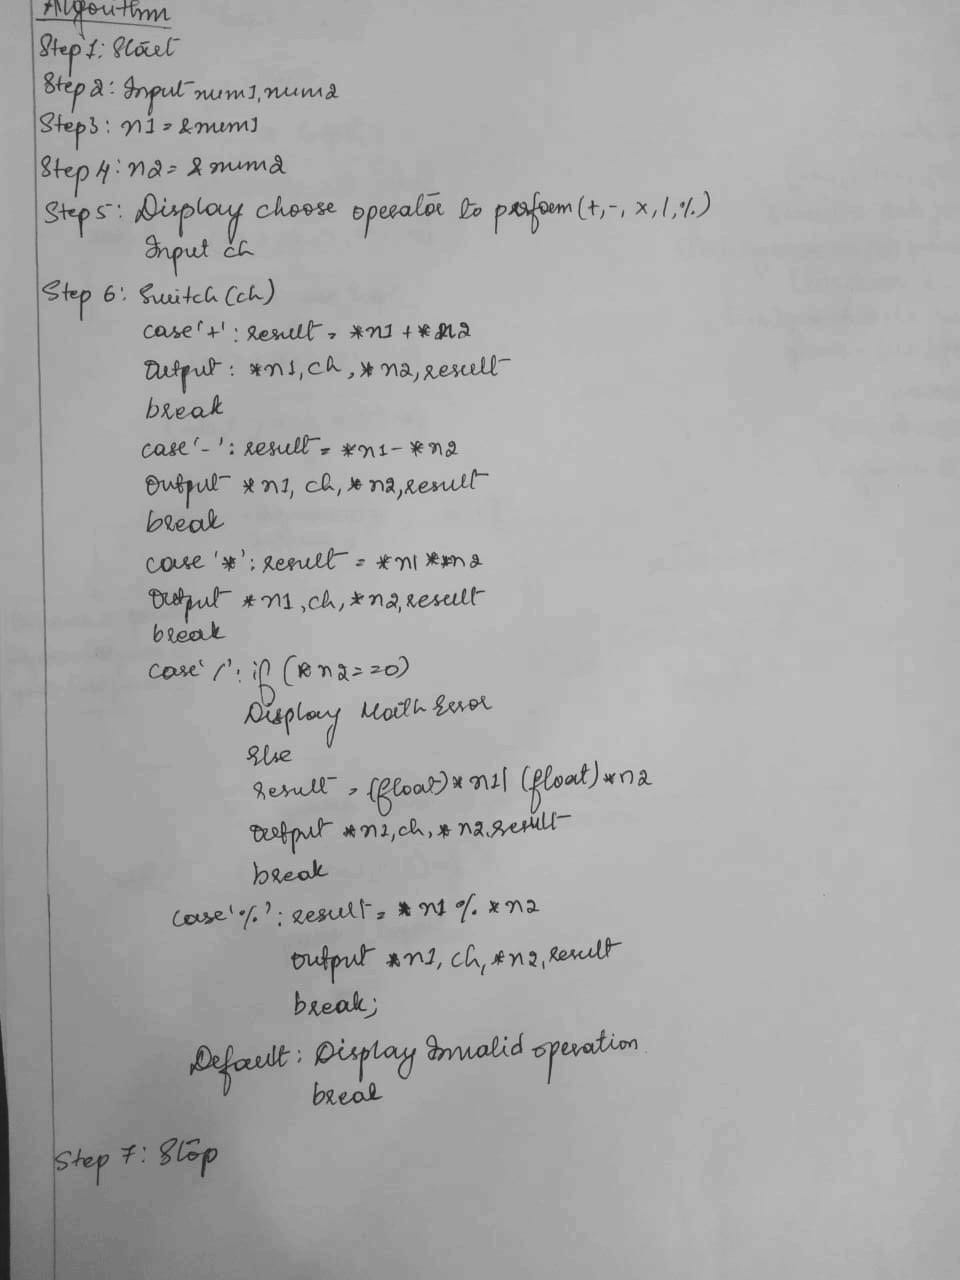 Algorithm
Step 1: Start
Step 2: Input num1, num2
Step3: n1 = &num1
Step 4: n2 = & num2
Step 5: Display choose operator to perform (+, -, x, /, %)
Input ch
Step 6: Switch (ch)
case '+': result = *n1 + * n2
Output: *n1, ch, * n2, result
break
case '-': result = *n1 - *n2
Output *n1, ch, * n2, result
break
case '*': result = *n1 **n2
Output *n1, ch, *n2, result
break
case '/': if (*n2==0)
Display Math Error
Else
result = (float)* n1/ (float)*n2
output *n1, ch, * n2, result
break
case '%': result = * n1 % *n2
output *n1, ch, *n2, result
break;
Default: Display Invalid operation
break
Step 7: Stop